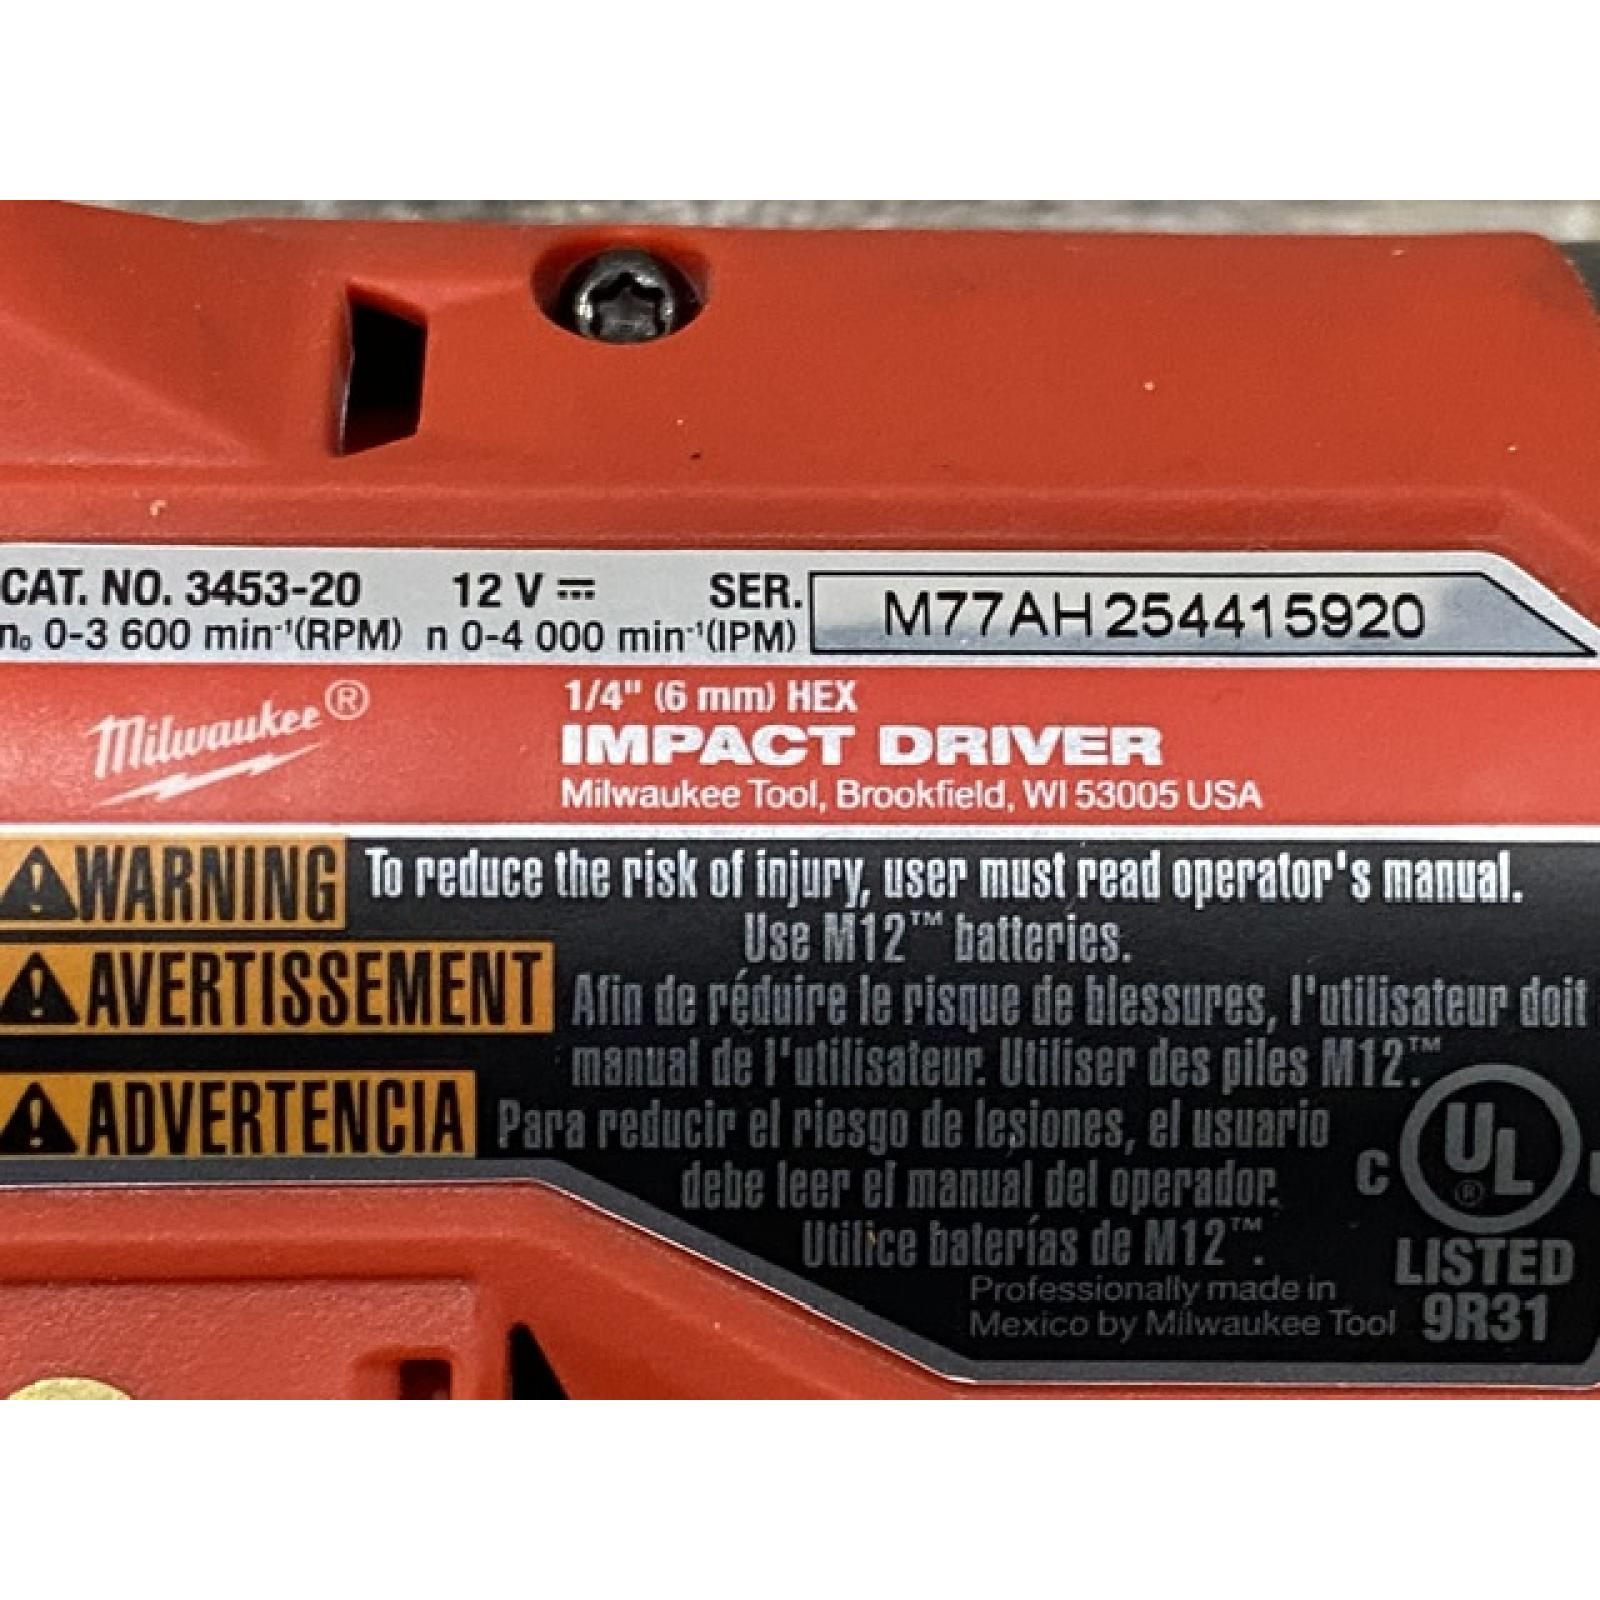 CAT. NO. 3453-20 12 V ⎓ SER. M77AH254415920
n₀ 0-3 600 min⁻¹(RPM) n 0-4 000 min⁻¹(IPM)
Milwaukee®
1/4" (6 mm) HEX
IMPACT DRIVER
Milwaukee Tool, Brookfield, WI 53005 USA
⚠WARNING To reduce the risk of injury, user must read operator's manual.
Use M12™ batteries.
⚠AVERTISSEMENT Afin de réduire le risque de blessures, l'utilisateur doit
manual de l'utilisateur. Utiliser des piles M12™.
⚠ADVERTENCIA Para reducir el riesgo de lesiones, el usuario
debe leer el manual del operador.
Utilice baterías de M12™.
Professionally made in
Mexico by Milwaukee Tool
C UL®
LISTED
9R31